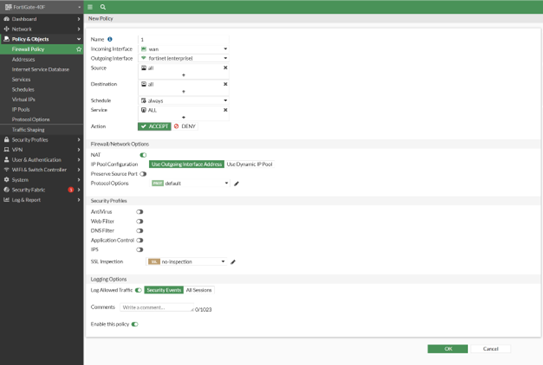 FortiGate-40F
New Policy
Dashboard
Network
Policy & Objects
Firewall Policy
Addresses
Internet Service Database
Services
Schedules
Virtual IPs
IP Pools
Protocol Options
Traffic Shaping
Security Profiles
VPN
User & Authentication
WiFi & Switch Controller
System
Security Fabric
Log & Report
Name 1
Incoming Interface wan
Outgoing Interface fortinet (enterprise)
Source all
+
Destination all
+
Schedule always
Service ALL
+
Action ACCEPT DENY
Firewall/Network Options
NAT
IP Pool Configuration Use Outgoing Interface Address Use Dynamic IP Pool
Preserve Source Port
Protocol Options default
Security Profiles
AntiVirus
Web Filter
DNS Filter
Application Control
IPS
SSL Inspection no-inspection
Logging Options
Log Allowed Traffic Security Events All Sessions
Comments Write a comment... 0/1023
Enable this policy
OK Cancel